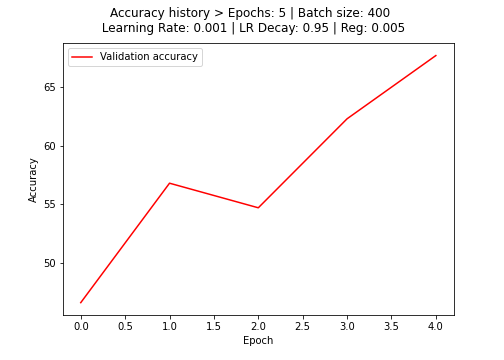 Accuracy history > Epochs: 5 | Batch size: 400
Learning Rate: 0.001 | LR Decay: 0.95 | Reg: 0.005
Validation accuracy
65
60
55
50
Accuracy
0.0 0.5 1.0 1.5 2.0 2.5 3.0 3.5 4.0
Epoch